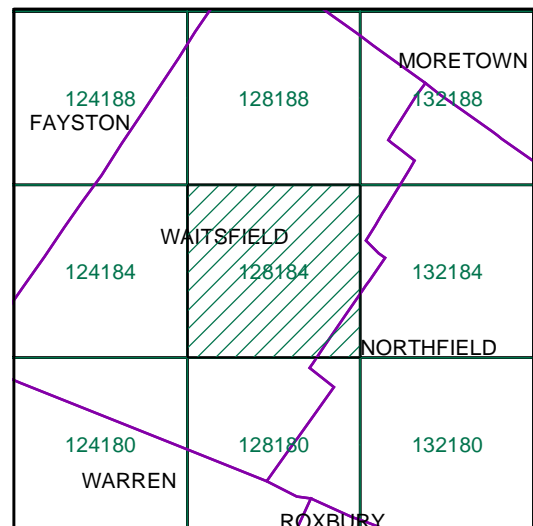 MORETOWN
124188 128188 132188
FAYSTON
WAITSFIELD
124184 128184 132184
NORTHFIELD
124180 128180 132180
WARREN
ROXBURY